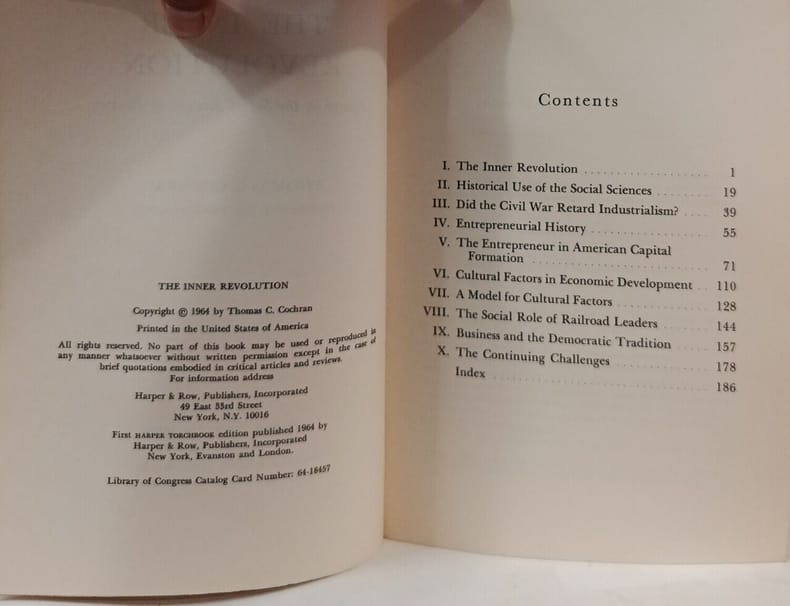 THE INNER REVOLUTION
Copyright © 1964 by Thomas C. Cochran
Printed in the United States of America
All rights reserved. No part of this book may be used or reproduced in
any manner whatsoever without written permission except in the case of
brief quotations embodied in critical articles and reviews.
For information address
Harper & Row, Publishers, Incorporated
49 East 33rd Street
New York, N.Y. 10016
First HARPER TORCHBOOK edition published 1964 by
Harper & Row, Publishers, Incorporated
New York, Evanston and London.
Library of Congress Catalog Card Number: 64-16457
Contents
I. The Inner Revolution 1
II. Historical Use of the Social Sciences 19
III. Did the Civil War Retard Industrialism? 39
IV. Entrepreneurial History 55
V. The Entrepreneur in American Capital
Formation 71
VI. Cultural Factors in Economic Development 110
VII. A Model for Cultural Factors 128
VIII. The Social Role of Railroad Leaders 144
IX. Business and the Democratic Tradition 157
X. The Continuing Challenges 178
Index 186